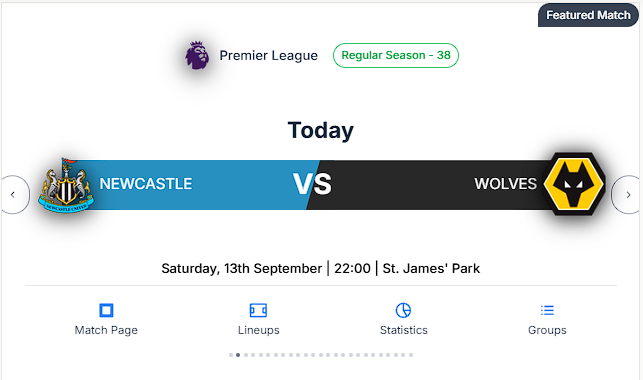 Featured Match
Premier League Regular Season - 38
Today
NEWCASTLE VS WOLVES
Saturday, 13th September | 22:00 | St. James' Park
Match Page Lineups Statistics Groups